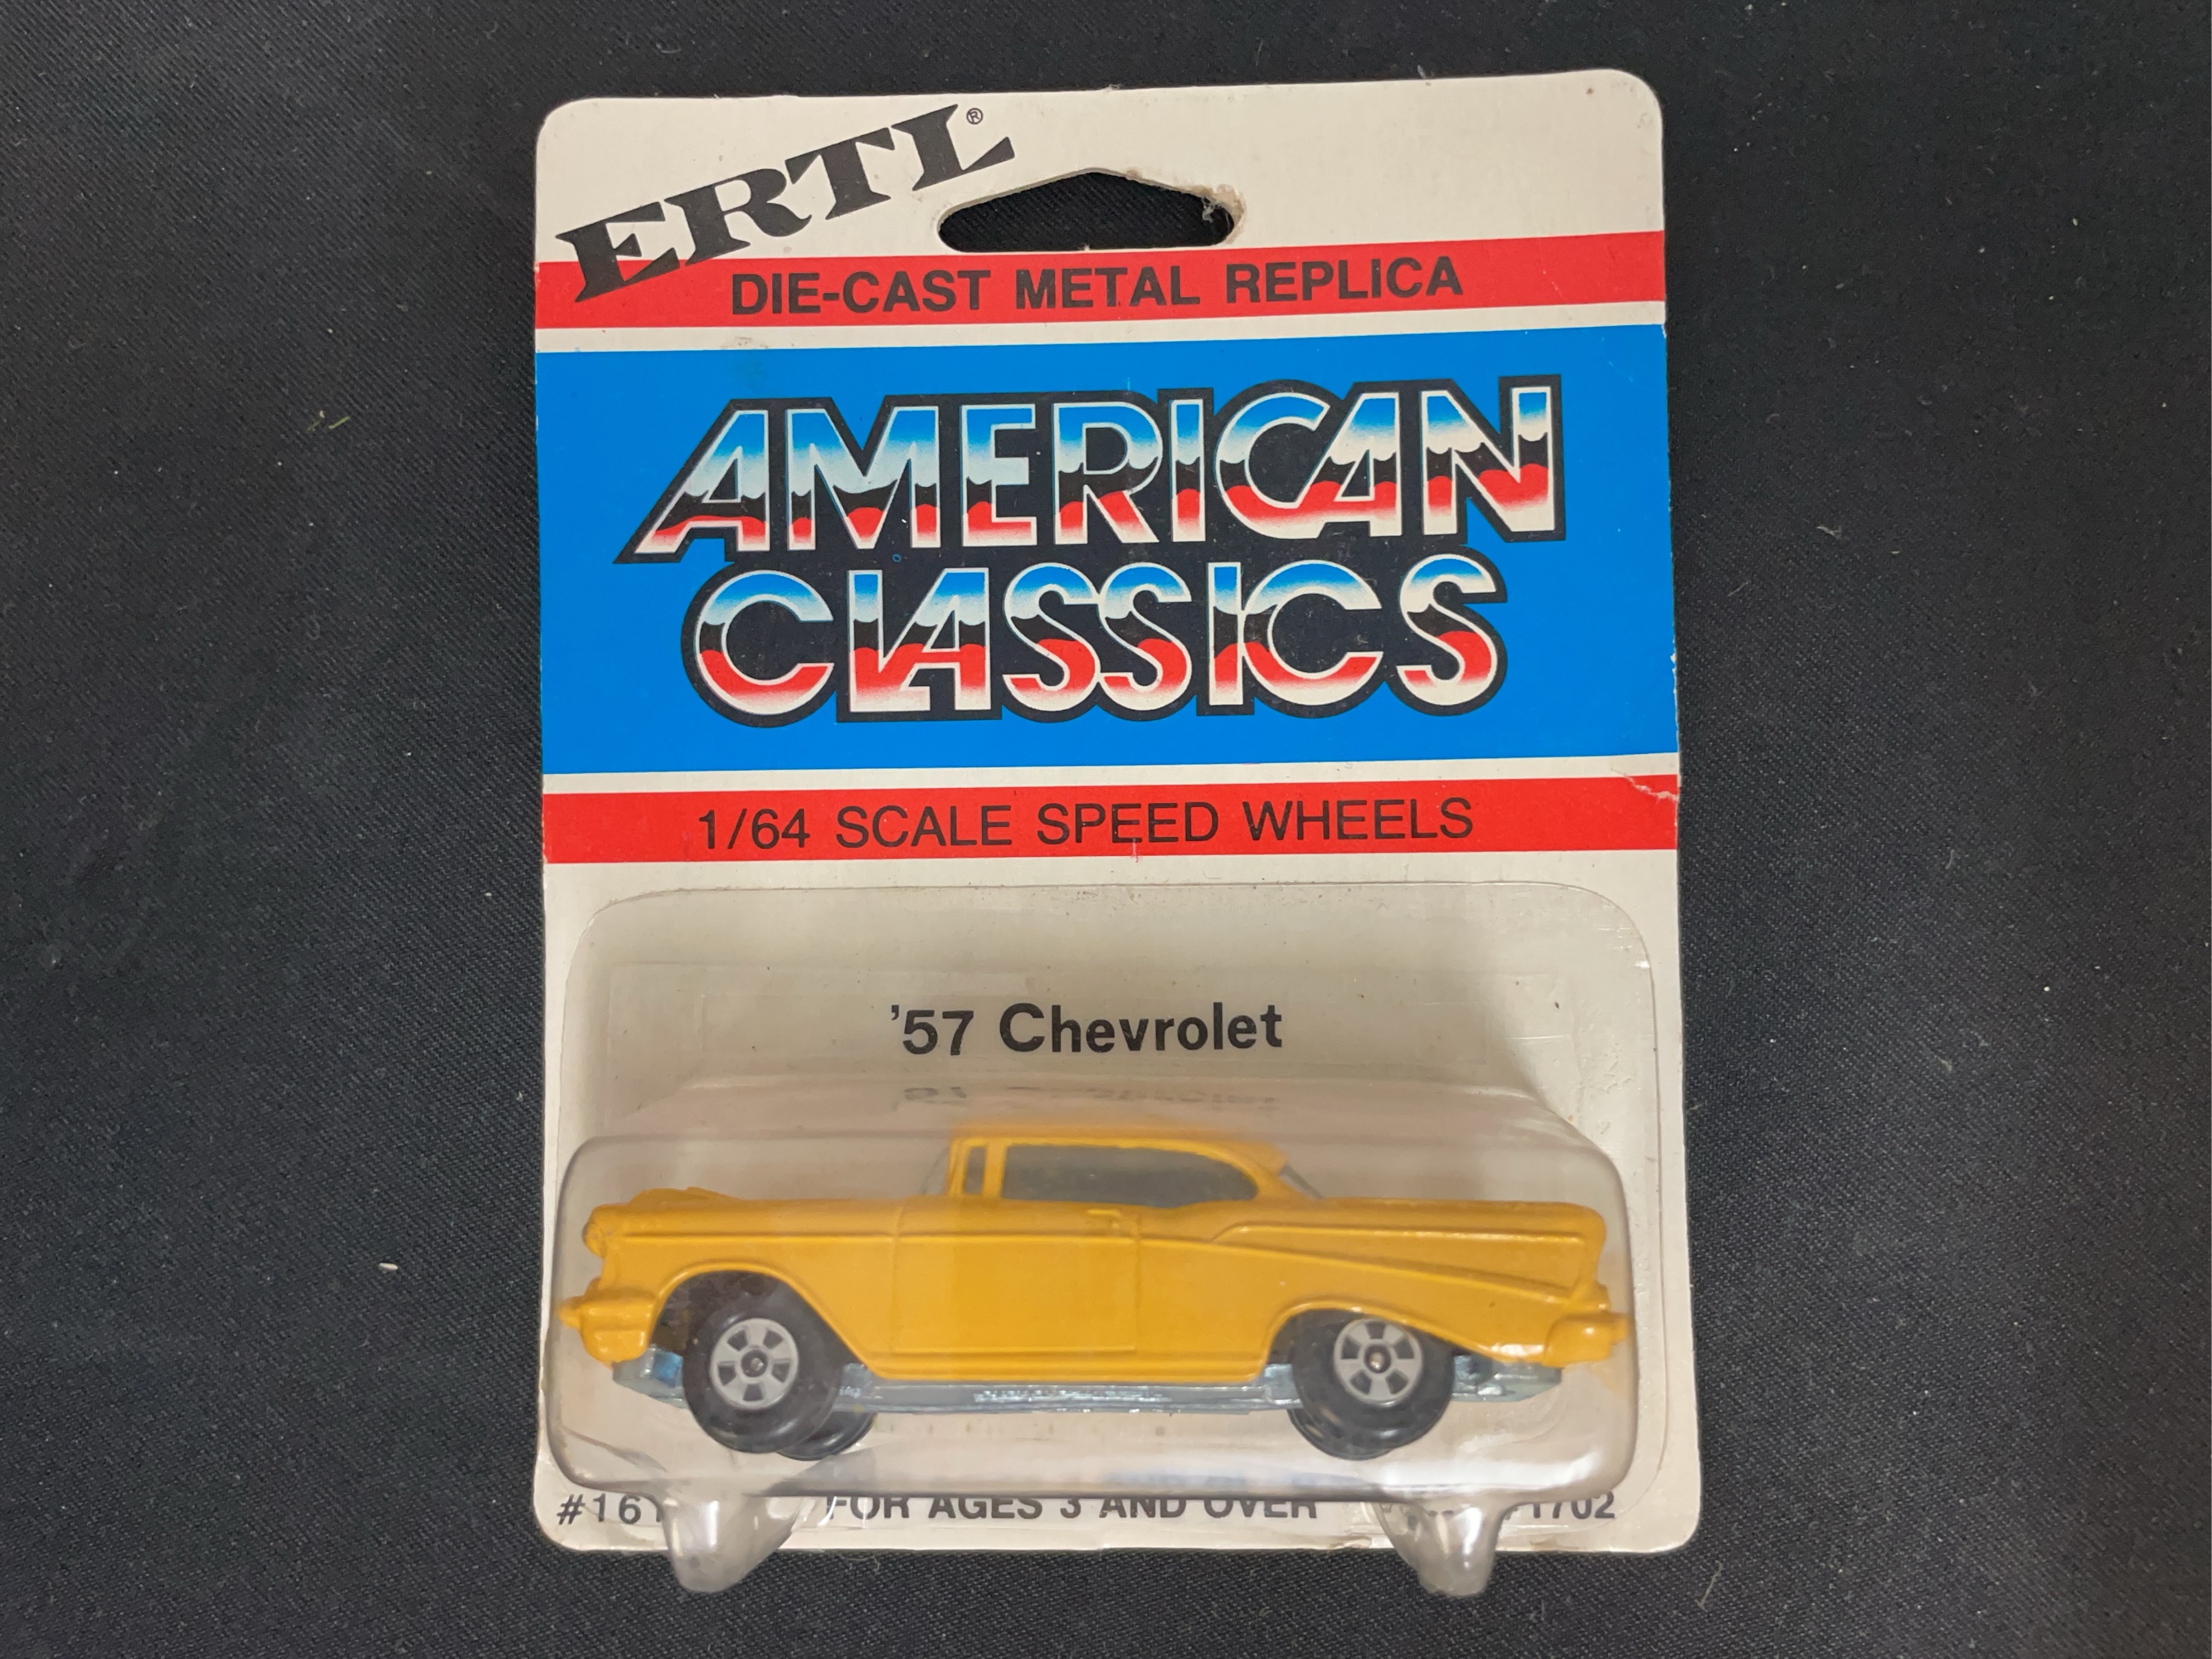 ERTL®
DIE-CAST METAL REPLICA
AMERICAN
CLASSICS
1/64 SCALE SPEED WHEELS
'57 Chevrolet
FOR AGES 3 AND OVER